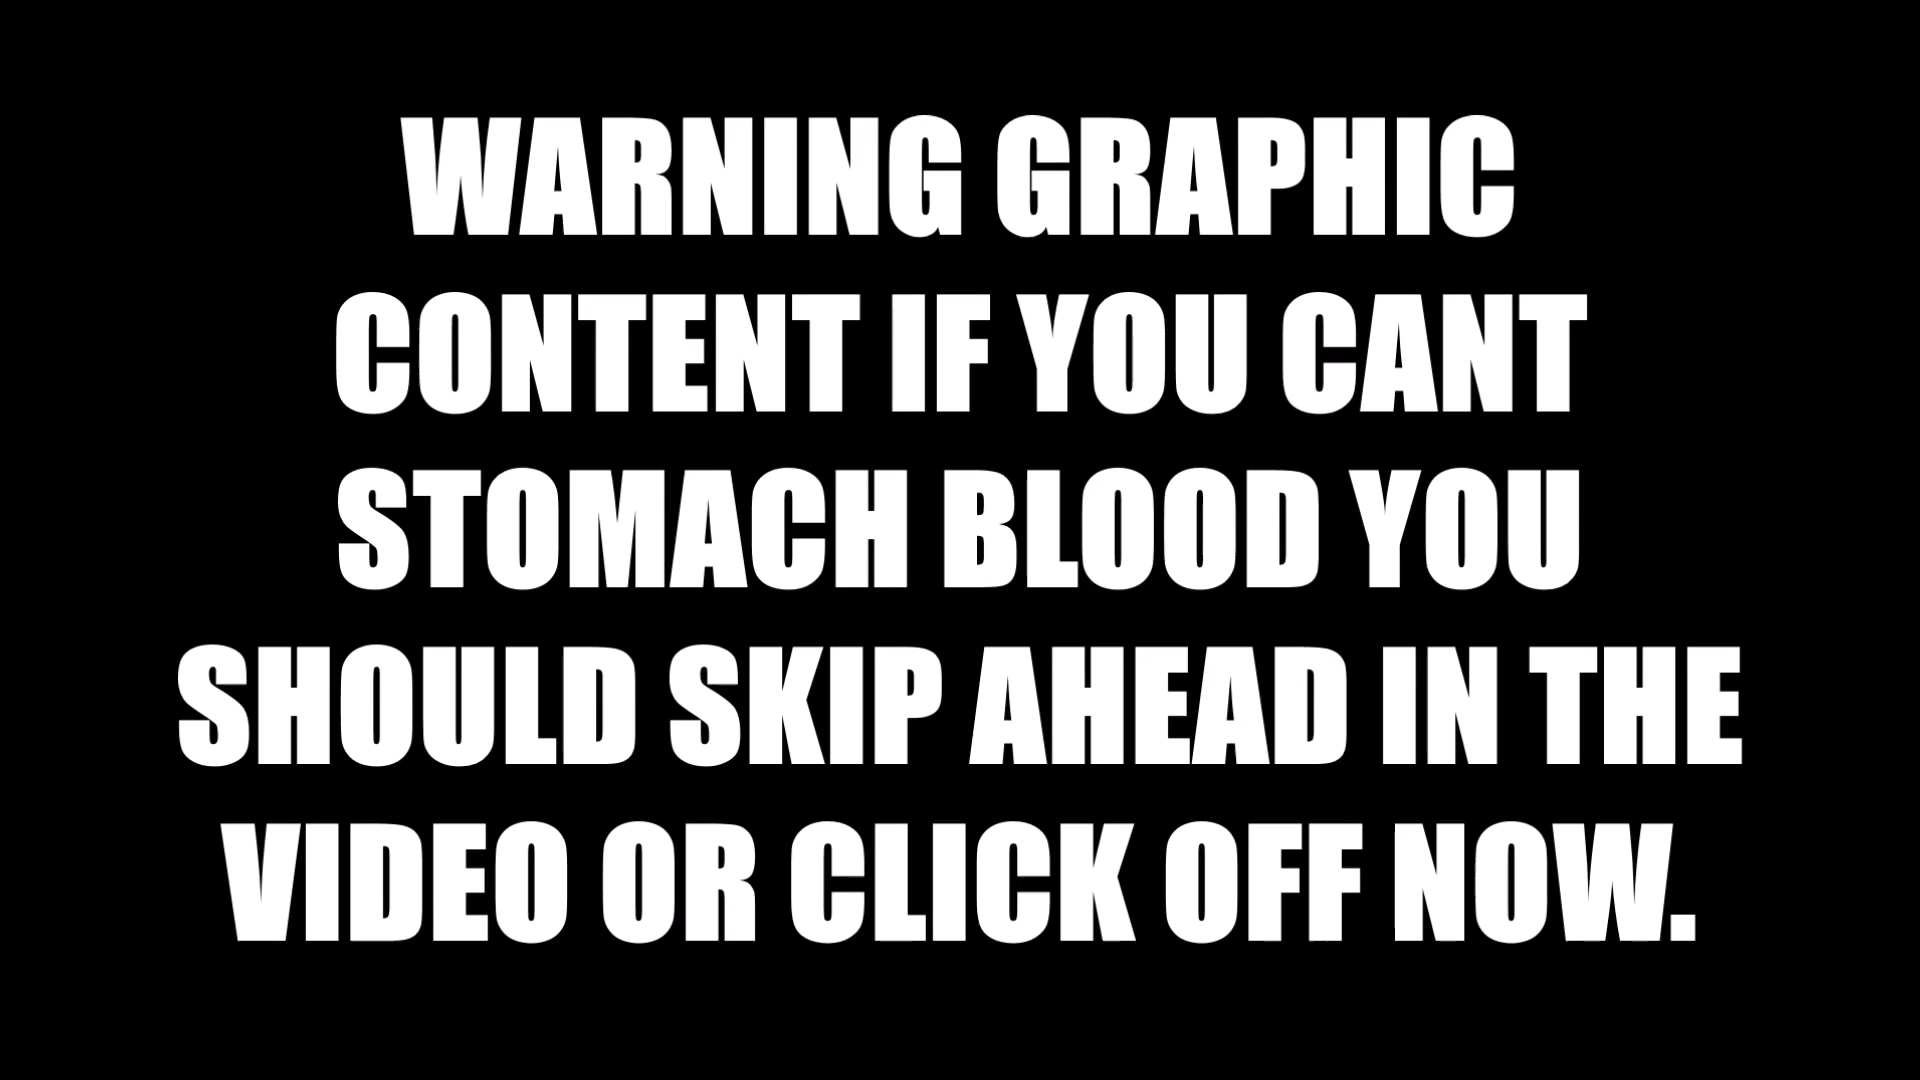 WARNING GRAPHIC
CONTENT IF YOU CANT
STOMACH BLOOD YOU
SHOULD SKIP AHEAD IN THE
VIDEO OR CLICK OFF NOW.